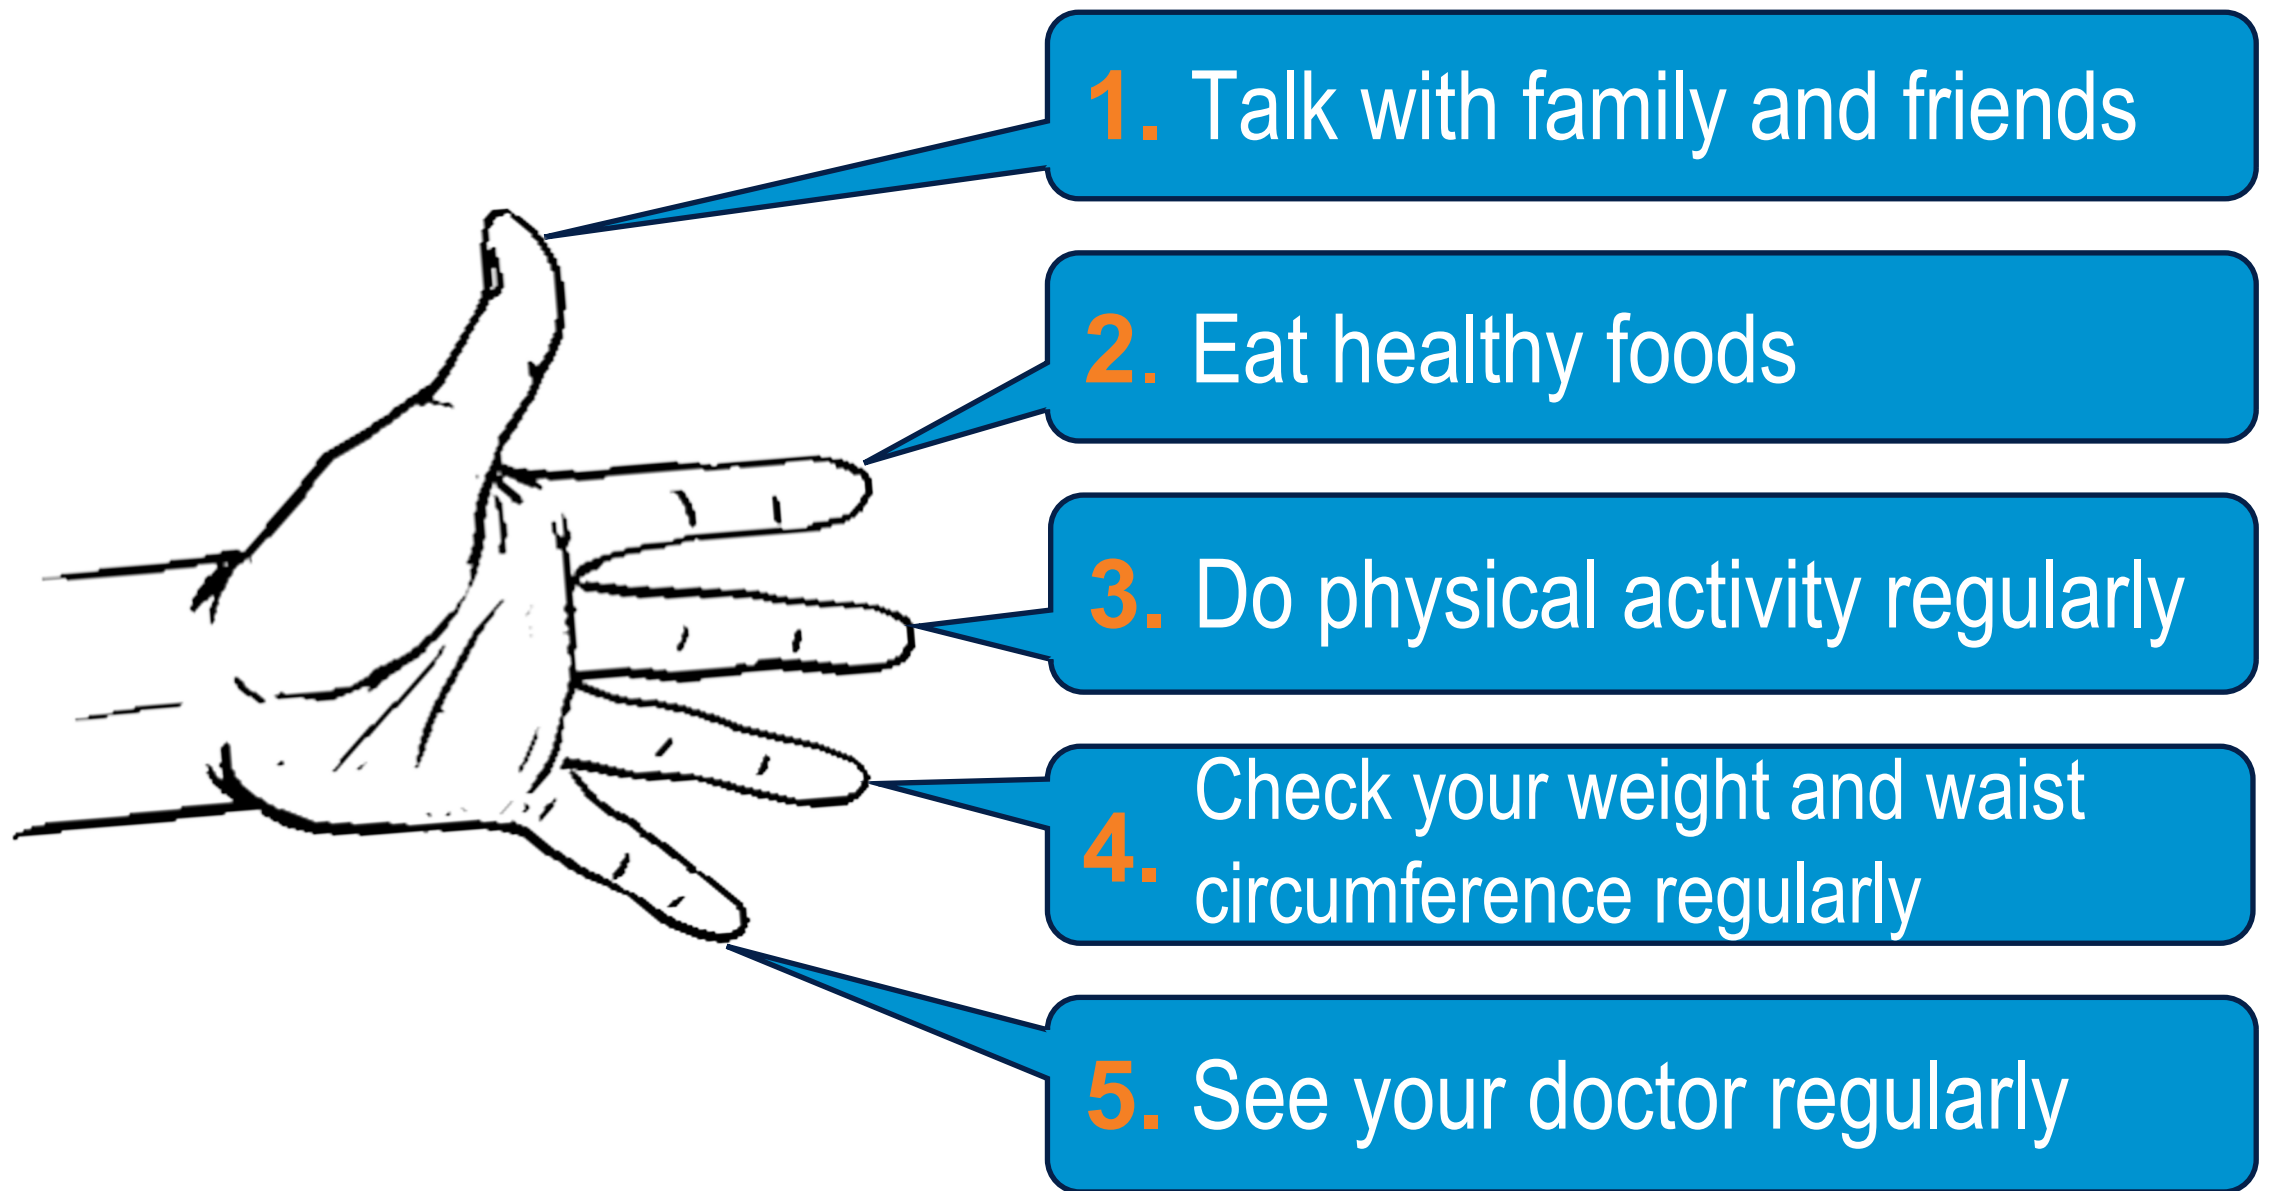 1. Talk with family and friends
2. Eat healthy foods
3. Do physical activity regularly
4. Check your weight and waist
circumference regularly
5. See your doctor regularly